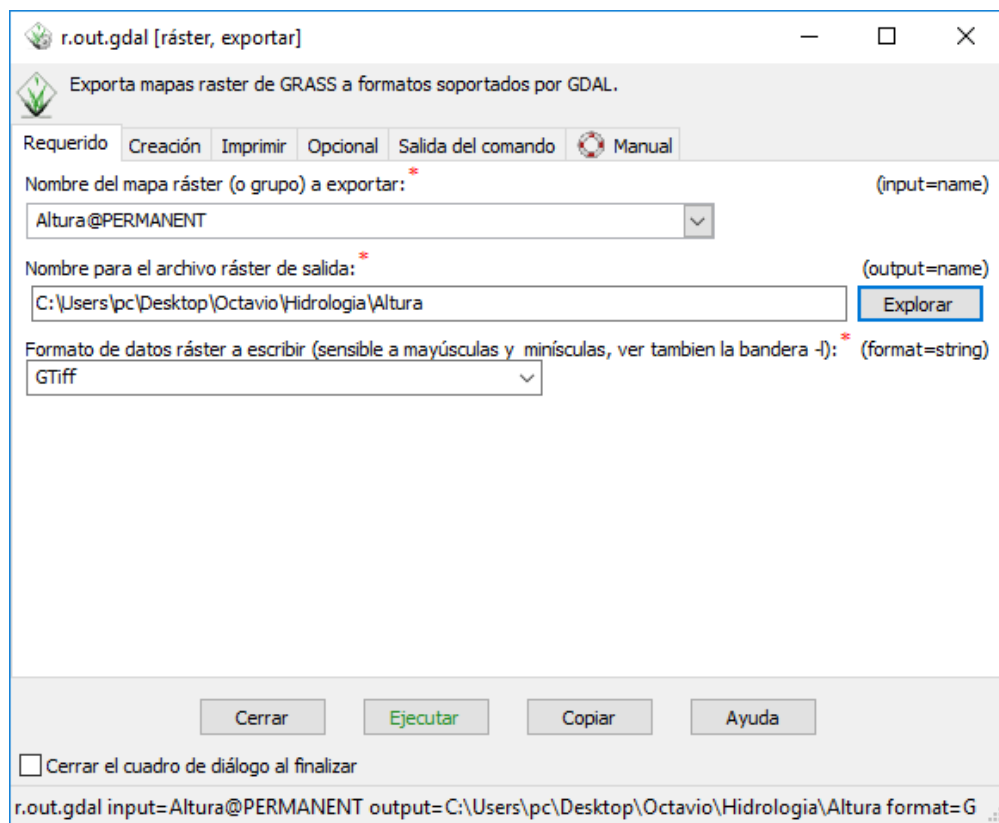 r.out.gdal [ráster, exportar]
Exporta mapas raster de GRASS a formatos soportados por GDAL.
Requerido Creación Imprimir Opcional Salida del comando Manual
Nombre del mapa ráster (o grupo) a exportar:* (input=name)
Altura@PERMANENT
Nombre para el archivo ráster de salida:* (output=name)
C:\Users\pc\Desktop\Octavio\Hidrologia\Altura Explorar
Formato de datos ráster a escribir (sensible a mayúsculas y minísculas, ver tambien la bandera -l):* (format=string)
GTiff
Cerrar Ejecutar Copiar Ayuda
Cerrar el cuadro de diálogo al finalizar
r.out.gdal input=Altura@PERMANENT output=C:\Users\pc\Desktop\Octavio\Hidrologia\Altura format=G